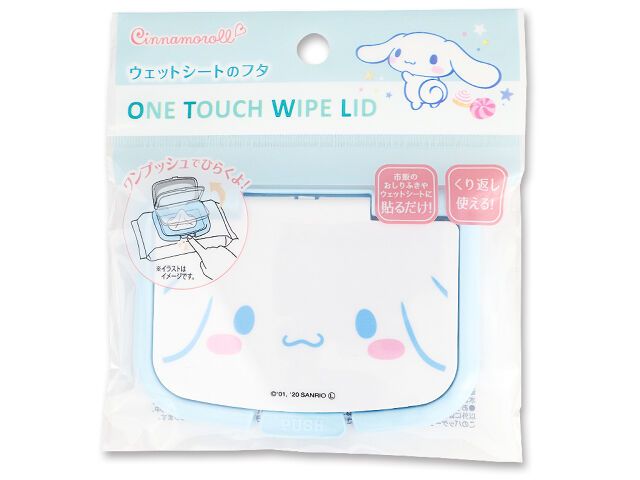 Cinnamoroll
ウェットシートのフタ
ONE TOUCH WIPE LID
ワンプッシュでひらくよ!
※イラストは
イメージです。
市販の
おしりふきや
ウェットシートに
貼るだけ!
くり返し
使える!
©'01, '20 SANRIO Ⓛ
PUSH